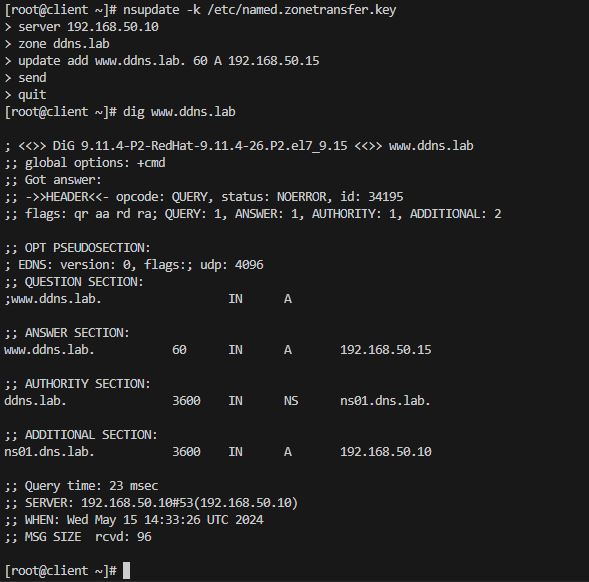 [root@client ~]# nsupdate -k /etc/named.zonetransfer.key
> server 192.168.50.10
> zone ddns.lab
> update add www.ddns.lab. 60 A 192.168.50.15
> send
> quit
[root@client ~]# dig www.ddns.lab

; <<>> DiG 9.11.4-P2-RedHat-9.11.4-26.P2.el7_9.15 <<>> www.ddns.lab
;; global options: +cmd
;; Got answer:
;; ->>HEADER<<- opcode: QUERY, status: NOERROR, id: 34195
;; flags: qr aa rd ra; QUERY: 1, ANSWER: 1, AUTHORITY: 1, ADDITIONAL: 2

;; OPT PSEUDOSECTION:
; EDNS: version: 0, flags:; udp: 4096
;; QUESTION SECTION:
;www.ddns.lab. IN A

;; ANSWER SECTION:
www.ddns.lab. 60 IN A 192.168.50.15

;; AUTHORITY SECTION:
ddns.lab. 3600 IN NS ns01.dns.lab.

;; ADDITIONAL SECTION:
ns01.dns.lab. 3600 IN A 192.168.50.10

;; Query time: 23 msec
;; SERVER: 192.168.50.10#53(192.168.50.10)
;; WHEN: Wed May 15 14:33:26 UTC 2024
;; MSG SIZE rcvd: 96

[root@client ~]#